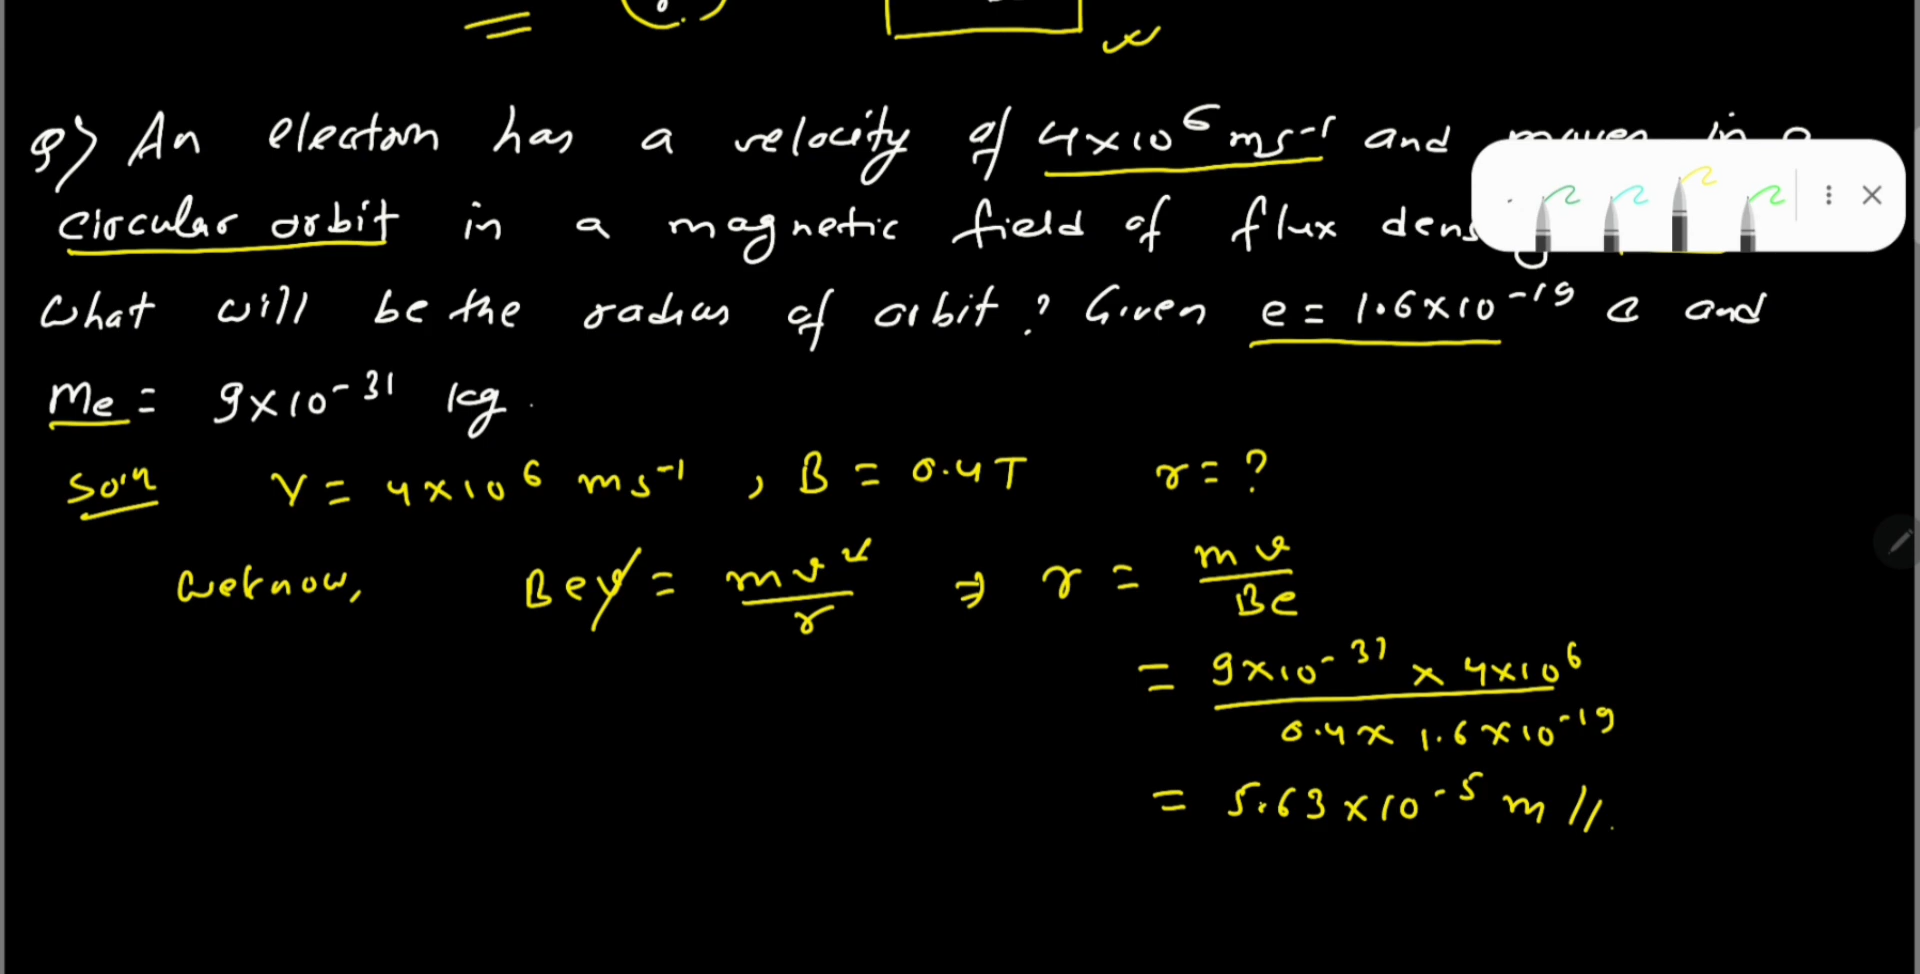 Q) An electron has a velocity of 4×10⁶ ms⁻¹ and moves in a
circular orbit in a magnetic field of flux
what will be the radius of orbit? Given e = 1.6×10⁻¹⁹ C and
Me = 9×10⁻³¹ kg.
Soln V = 4×10⁶ ms⁻¹, B = 0.4T r = ?
we know, Bev = mv²/r ⇒ r = mv/Be
= 9×10⁻³¹ × 4×10⁶ / 0.4 × 1.6×10⁻¹⁹
= 5.63×10⁻⁵ m //.